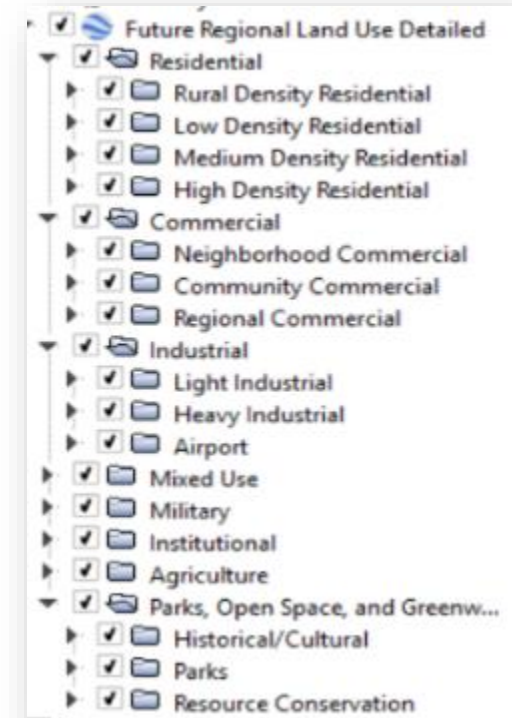 Future Regional Land Use Detailed
Residential
Rural Density Residential
Low Density Residential
Medium Density Residential
High Density Residential
Commercial
Neighborhood Commercial
Community Commercial
Regional Commercial
Industrial
Light Industrial
Heavy Industrial
Airport
Mixed Use
Military
Institutional
Agriculture
Parks, Open Space, and Greenw...
Historical/Cultural
Parks
Resource Conservation